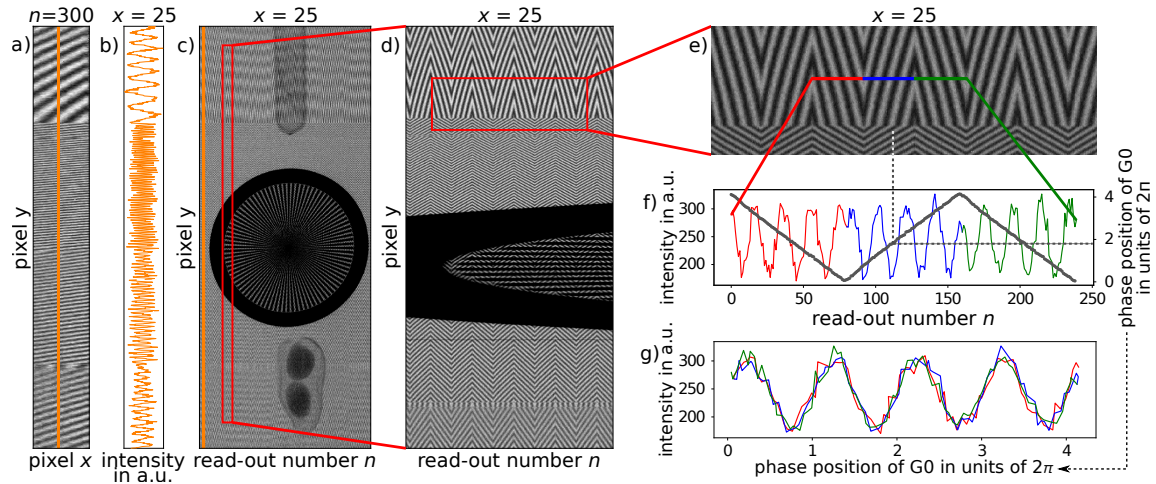 n=300
x = 25
x = 25
x = 25
x = 25
a)
b)
c)
d)
e)
pixel y
pixel y
pixel y
pixel x
intensity
in a.u.
read-out number n
read-out number n
f)
intensity in a.u.
300
250
200
4
2
0
phase position of G0
in units of 2π
0
50
100
150
200
250
read-out number n
g)
intensity in a.u.
300
250
200
0
1
2
3
4
phase position of G0 in units of 2π